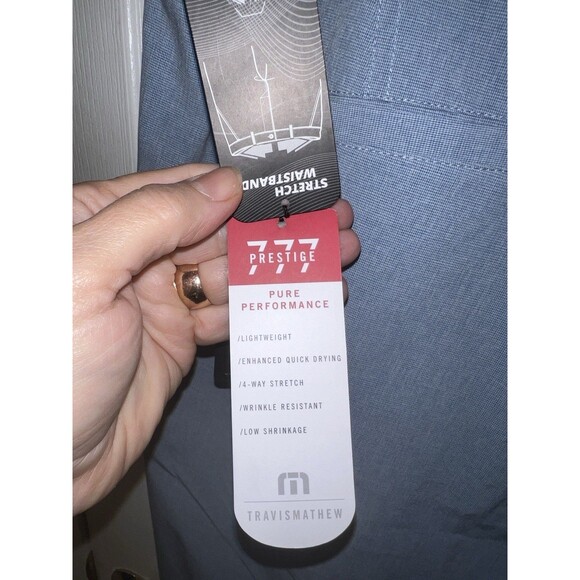 STRETCH
WAISTBAND
777
PRESTIGE
PURE
PERFORMANCE
/LIGHTWEIGHT
/ENHANCED QUICK DRYING
/4-WAY STRETCH
/WRINKLE RESISTANT
/LOW SHRINKAGE
TRAVISMATHEW